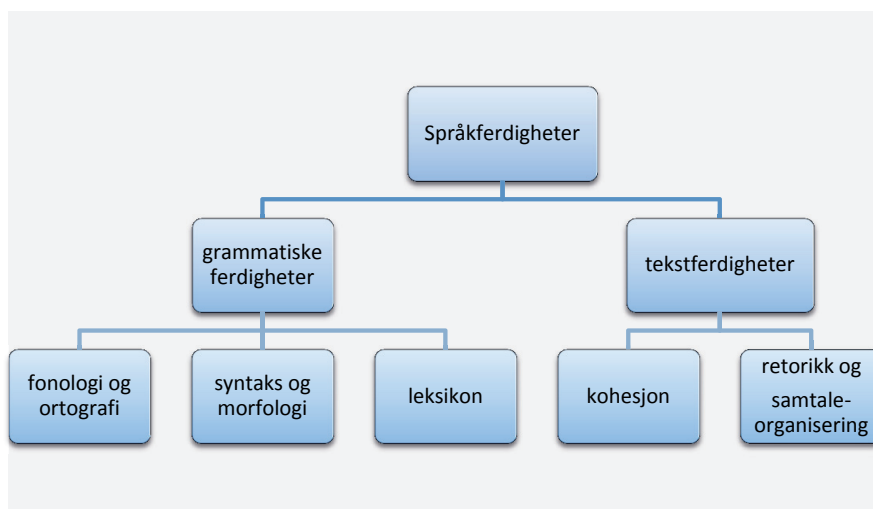 Språkferdigheter
grammatiske
ferdigheter
tekstferdigheter
fonologi og
ortografi
syntaks og
morfologi
leksikon
kohesjon
retorikk og
samtale-
organisering